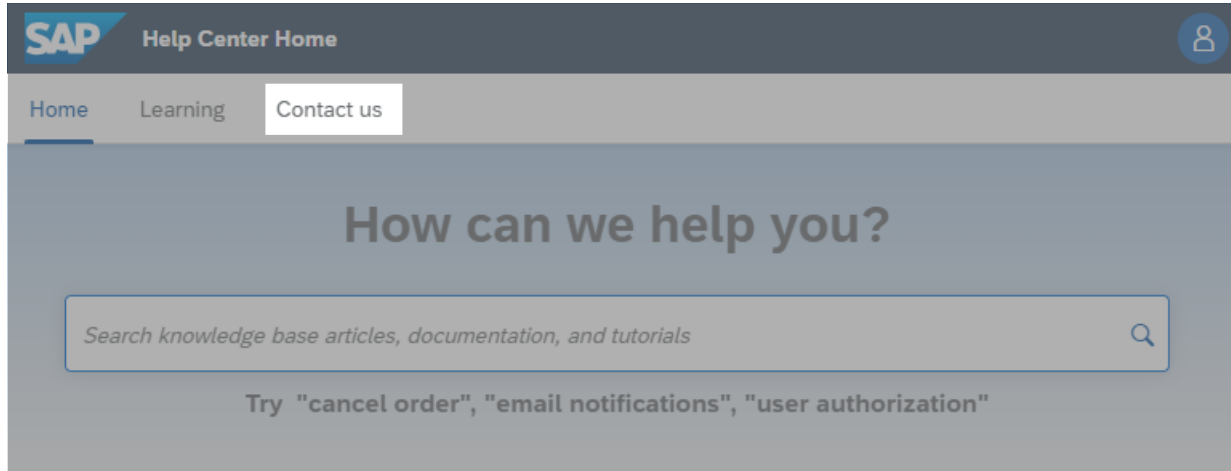 SAP Help Center Home
Home Learning Contact us
How can we help you?
Search knowledge base articles, documentation, and tutorials
Try "cancel order", "email notifications", "user authorization"